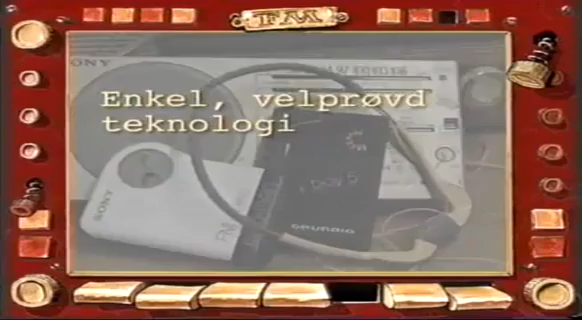 FM
SONY
Enkel, velprøvd
teknologi
SONY
GRUNDIG